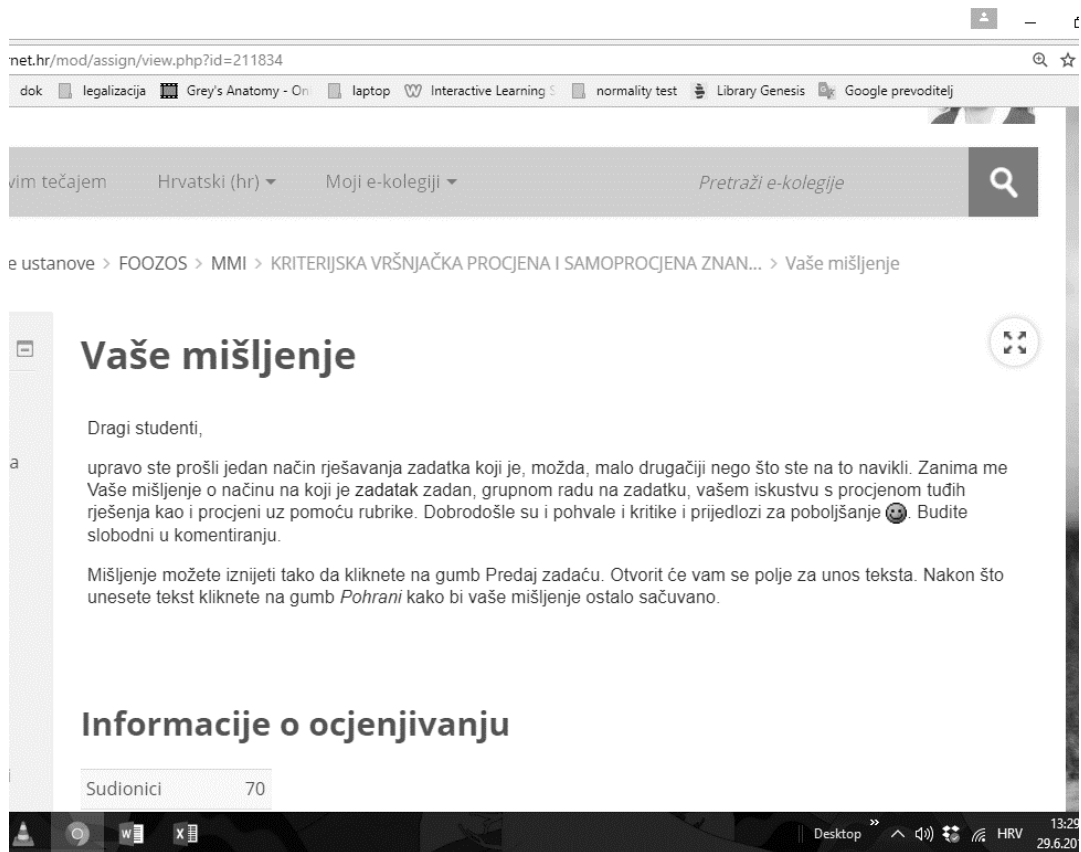 rnet.hr/mod/assign/view.php?id=211834
dok legalizacija Grey's Anatomy - On laptop Interactive Learning S normality test Library Genesis Google prevoditelj
vim tečajem Hrvatski (hr) Moji e-kolegiji Pretraži e-kolegije
e ustanove > FOOZOS > MMI > KRITERIJSKA VRŠNJAČKA PROCJENA I SAMOPROCJENA ZNAN... > Vaše mišljenje
Vaše mišljenje
Dragi studenti,
a
upravo ste prošli jedan način rješavanja zadatka koji je, možda, malo drugačiji nego što ste na to navikli. Zanima me
Vaše mišljenje o načinu na koji je zadatak zadan, grupnom radu na zadatku, vašem iskustvu s procjenom tuđih
rješenja kao i procjeni uz pomoću rubrike. Dobrodošle su i pohvale i kritike i prijedlozi za poboljšanje. Budite
slobodni u komentiranju.
Mišljenje možete iznijeti tako da kliknete na gumb Predaj zadaću. Otvorit će vam se polje za unos teksta. Nakon što
unesete tekst kliknete na gumb Pohrani kako bi vaše mišljenje ostalo sačuvano.
Informacije o ocjenjivanju
i
Sudionici 70
Desktop HRV 13:29
29.6.201